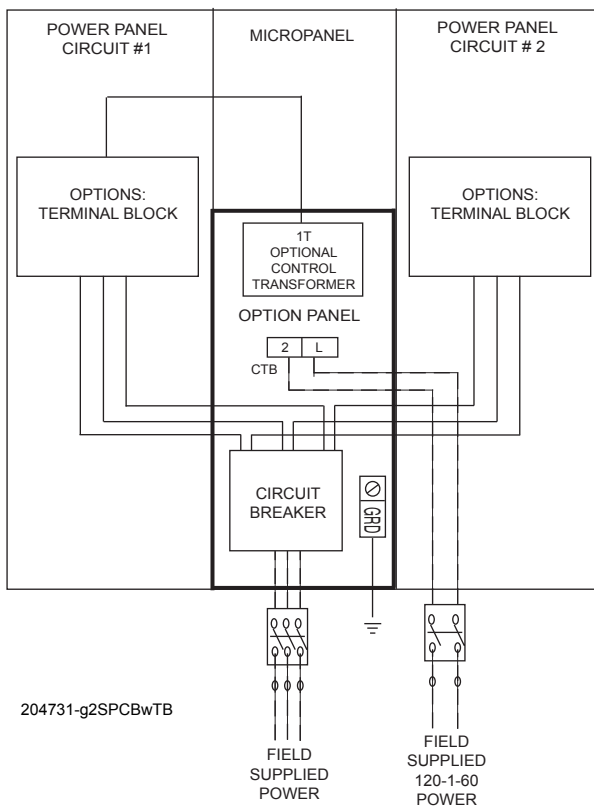 POWER PANEL
CIRCUIT #1
MICROPANEL
POWER PANEL
CIRCUIT # 2
OPTIONS:
TERMINAL BLOCK
OPTIONS:
TERMINAL BLOCK
1T
OPTIONAL
CONTROL
TRANSFORMER
OPTION PANEL
2 L
CTB
CIRCUIT
BREAKER
GRD
204731-g2SPCBwTB
FIELD
SUPPLIED
POWER
FIELD
SUPPLIED
120-1-60
POWER